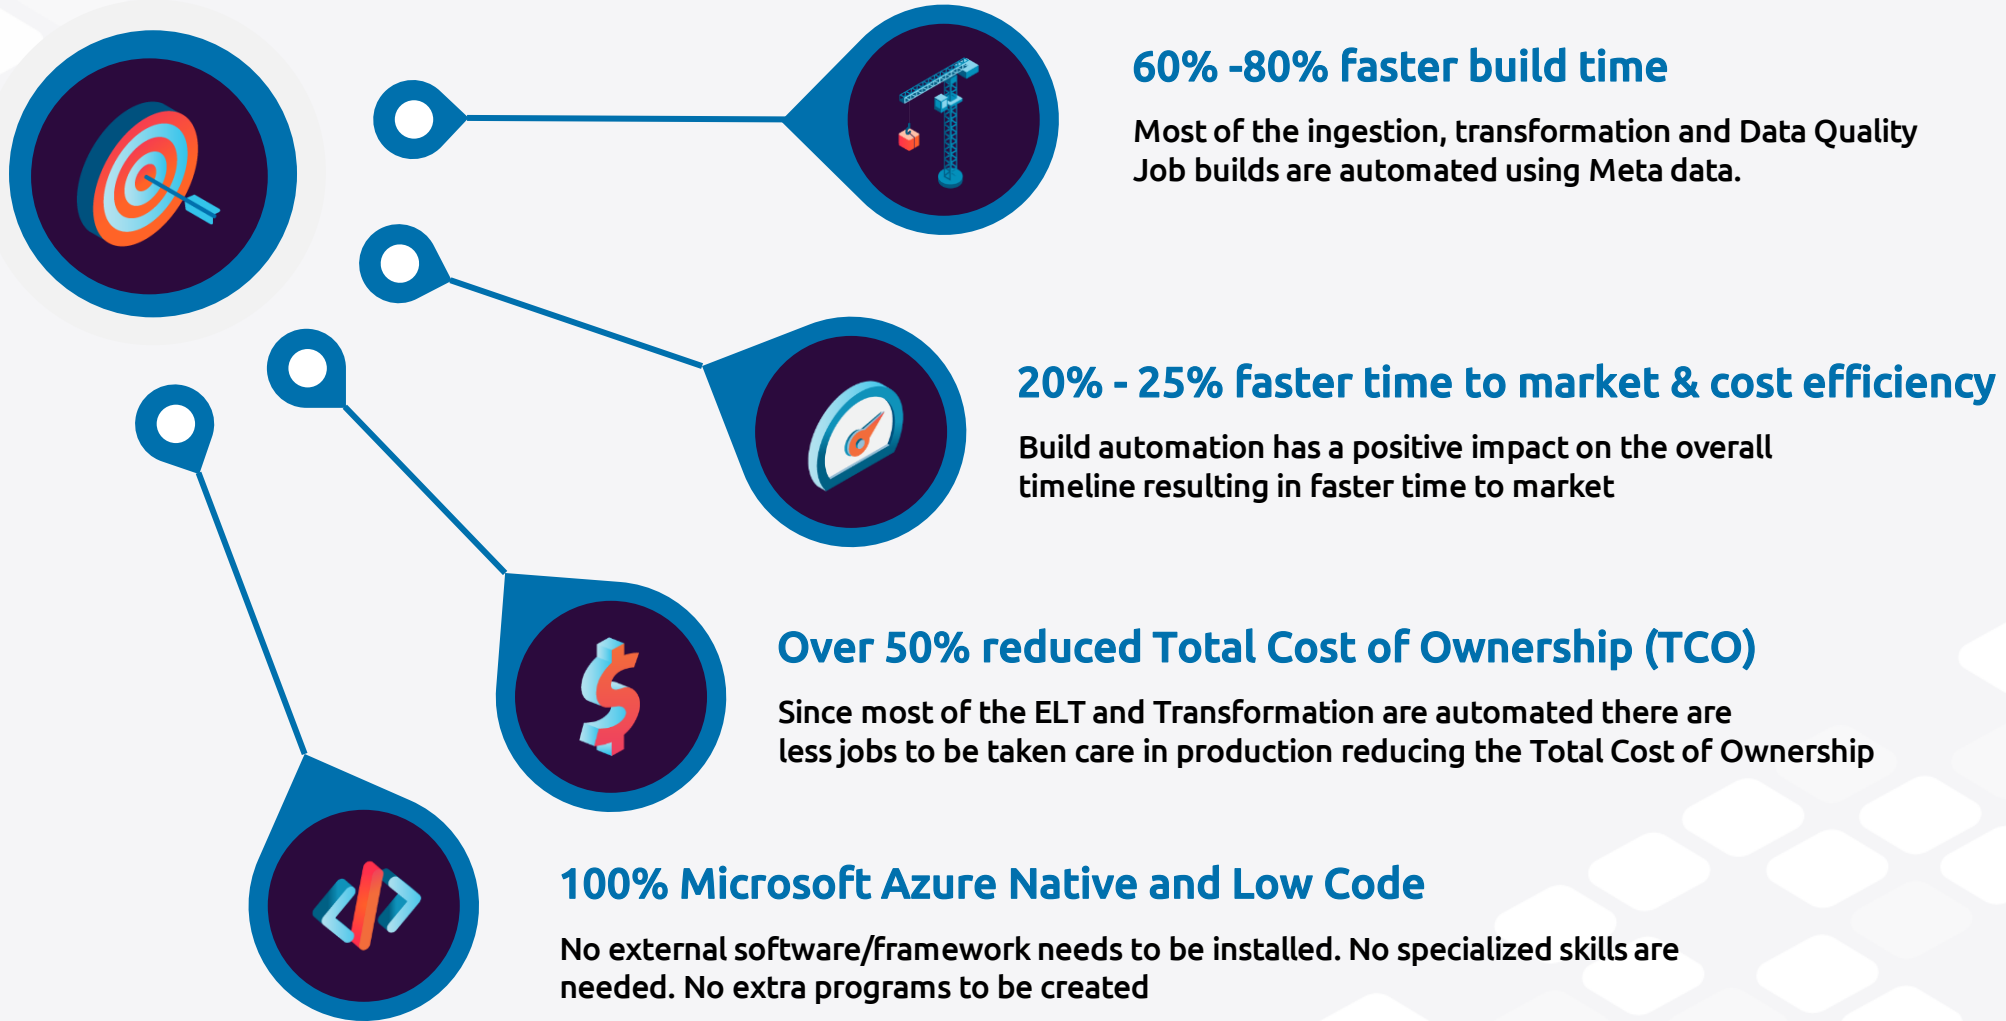 60% -80% faster build time
Most of the ingestion, transformation and Data Quality
Job builds are automated using Meta data.
20% - 25% faster time to market & cost efficiency
Build automation has a positive impact on the overall
timeline resulting in faster time to market
Over 50% reduced Total Cost of Ownership (TCO)
Since most of the ELT and Transformation are automated there are
less jobs to be taken care in production reducing the Total Cost of Ownership
100% Microsoft Azure Native and Low Code
No external software/framework needs to be installed. No specialized skills are
needed. No extra programs to be created